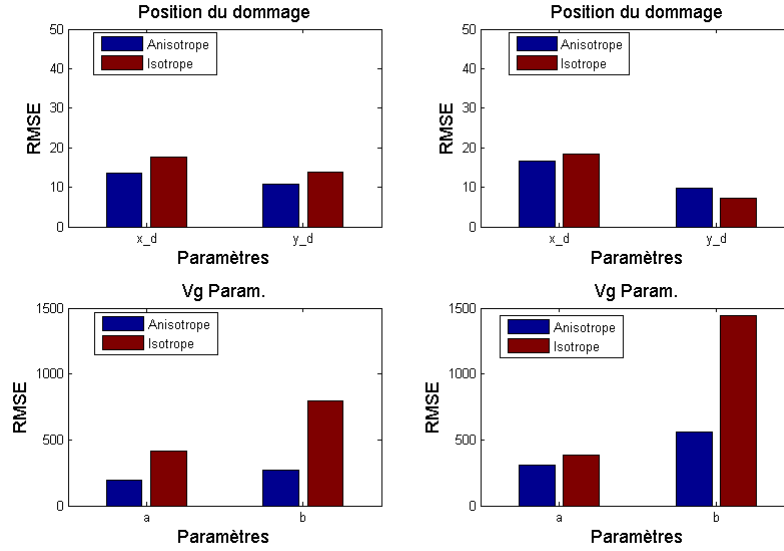 Position du dommage
50
40
30
20
10
0
RMSE
Anisotrope
Isotrope
x_d
y_d
Paramètres
Position du dommage
50
40
30
20
10
0
RMSE
Anisotrope
Isotrope
x_d
y_d
Paramètres
Vg Param.
1500
1000
500
0
RMSE
Anisotrope
Isotrope
a
b
Paramètres
Vg Param.
1500
1000
500
0
RMSE
Anisotrope
Isotrope
a
b
Paramètres